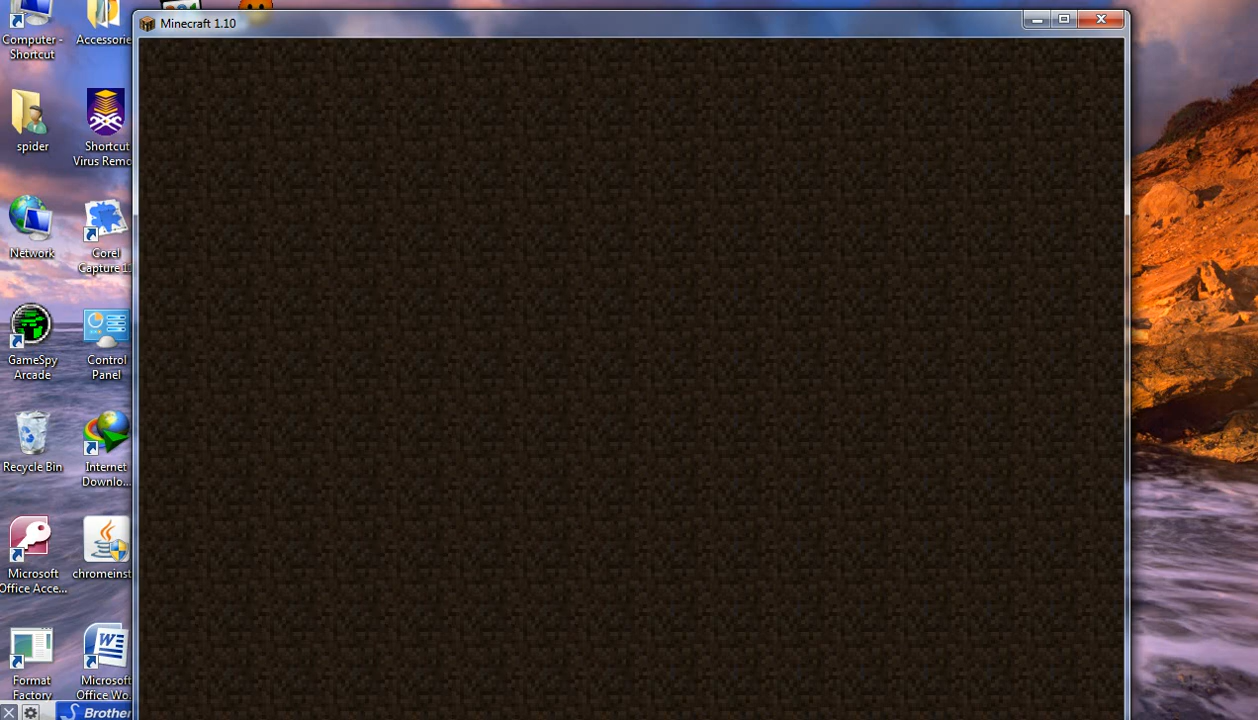 Minecraft 1.10
Computer -
Shortcut
Accessorie
spider
Shortcut
Virus Remo
Network
Corel
Capture 1
GameSpy
Arcade
Control
Panel
Recycle Bin
Internet
Downlo...
Microsoft
Office Acce...
chromeinst
Format
Factory
Microsoft
Office Wo.
Brother